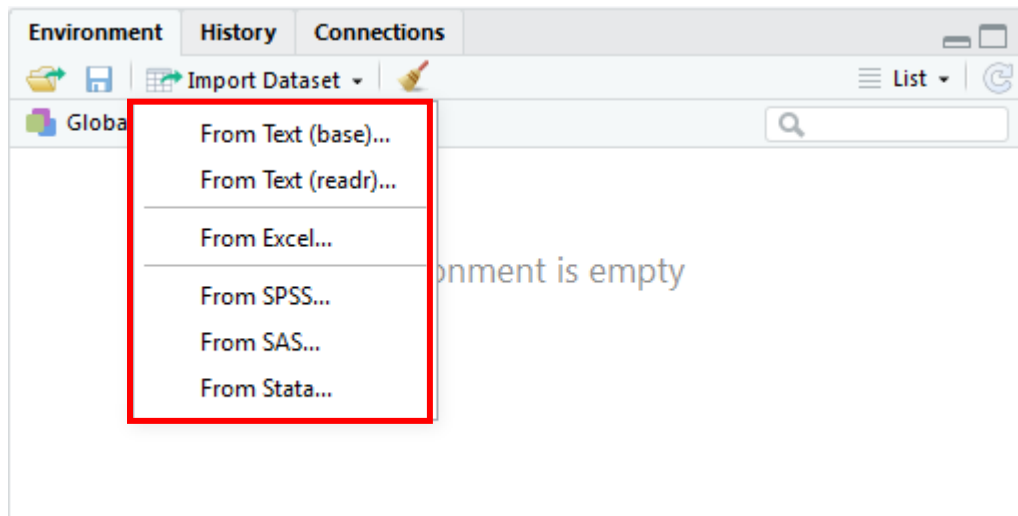 Environment History Connections
Import Dataset List
Globa
From Text (base)...
From Text (readr)...
From Excel...
onment is empty
From SPSS...
From SAS...
From Stata...